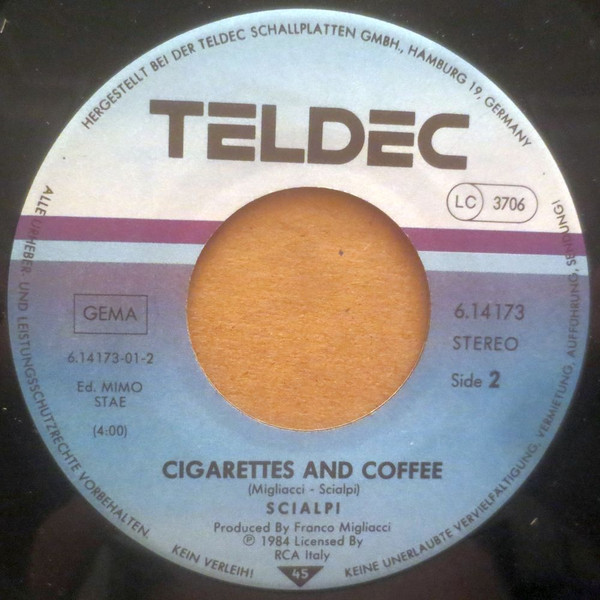 HERGESTELLT BEI DER TELDEC SCHALLPLATTEN GMBH., HAMBURG 19, GERMANY
TELDEC
LC 3706
GEMA
6.14173-01-2
Ed. MIMO
STAE
(4:00)
6.14173
STEREO
Side 2
CIGARETTES AND COFFEE
(Migliacci - Scialpi)
SCIALPI
Produced By Franco Migliacci
℗ 1984 Licensed By
RCA Italy
45
ALLE URHEBER- UND LEISTUNGSSCHUTZRECHTE VORBEHALTEN.
KEIN VERLEIH!
KEINE UNERLAUBTE VERVIELFÄLTIGUNG, VERMIETUNG, AUFFÜHRUNG, SENDUNG!